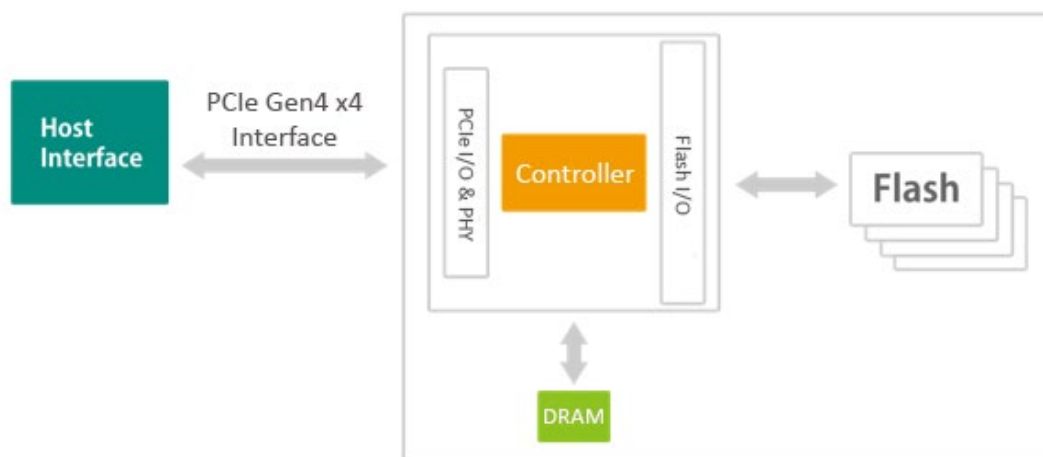 Host
Interface
PCIe Gen4 x4
Interface
PCIe I/O & PHY
Controller
Flash I/O
Flash
DRAM